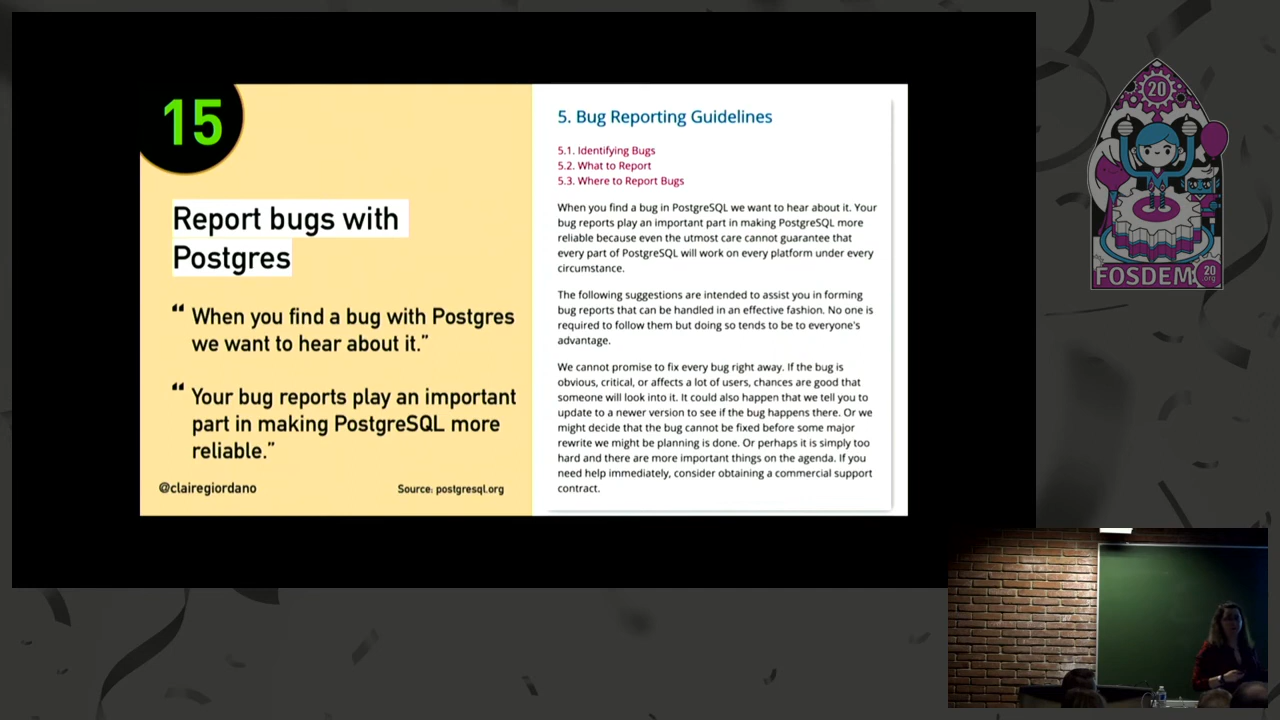 15
Report bugs with
Postgres
“ When you find a bug with Postgres
we want to hear about it.”
“ Your bug reports play an important
part in making PostgreSQL more
reliable.”
@clairegiordano
Source: postgresql.org
5. Bug Reporting Guidelines
5.1. Identifying Bugs
5.2. What to Report
5.3. Where to Report Bugs
When you find a bug in PostgreSQL we want to hear about it. Your
bug reports play an important part in making PostgreSQL more
reliable because even the utmost care cannot guarantee that
every part of PostgreSQL will work on every platform under every
circumstance.
The following suggestions are intended to assist you in forming
bug reports that can be handled in an effective fashion. No one is
required to follow them but doing so tends to be to everyone's
advantage.
We cannot promise to fix every bug right away. If the bug is
obvious, critical, or affects a lot of users, chances are good that
someone will look into it. It could also happen that we tell you to
update to a newer version to see if the bug happens there. Or we
might decide that the bug cannot be fixed before some major
rewrite we might be planning is done. Or perhaps it is simply too
hard and there are more important things on the agenda. If you
need help immediately, consider obtaining a commercial support
contract.
20
FOSDEM
20
.org